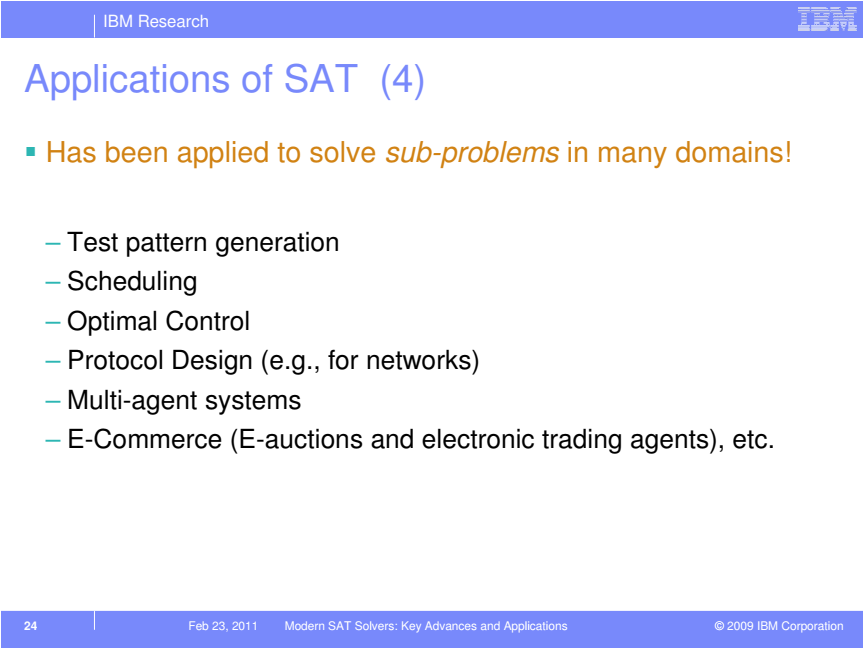 IBM Research
IBM
Applications of SAT (4)
▪ Has been applied to solve sub-problems in many domains!
– Test pattern generation
– Scheduling
– Optimal Control
– Protocol Design (e.g., for networks)
– Multi-agent systems
– E-Commerce (E-auctions and electronic trading agents), etc.
24 Feb 23, 2011 Modern SAT Solvers: Key Advances and Applications © 2009 IBM Corporation